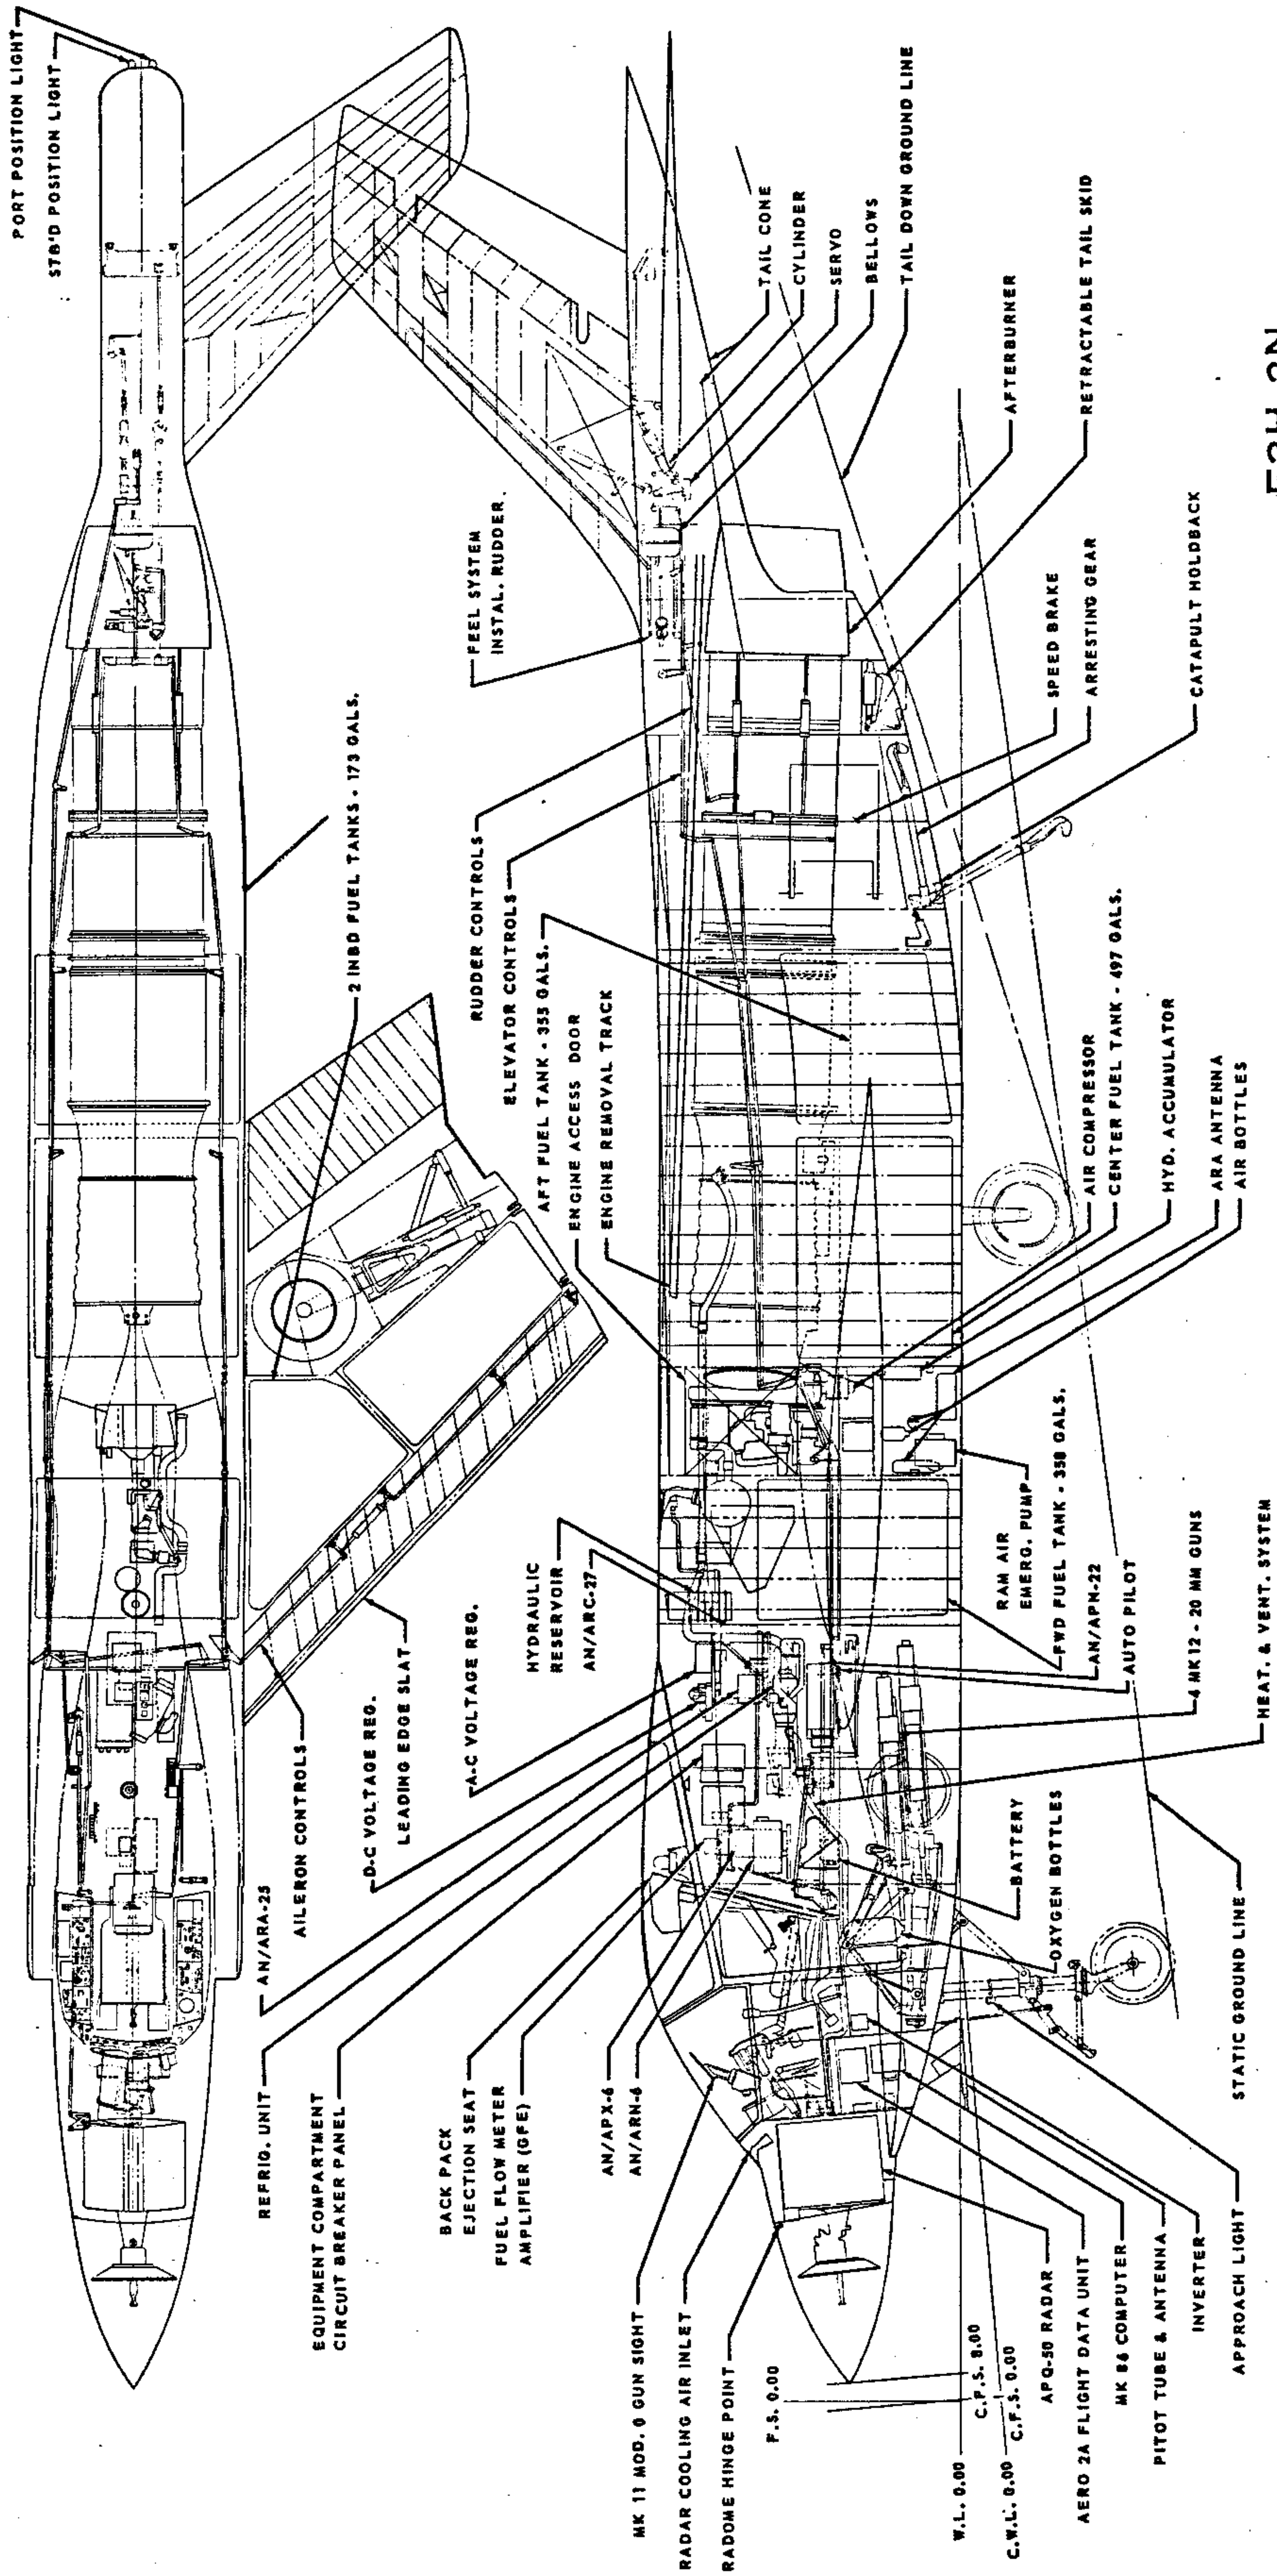 PORT POSITION LIGHT
STB'D POSITION LIGHT
2 INBD FUEL TANKS - 173 GALS.
AILERON CONTROLS
D-C VOLTAGE REG.
LEADING EDGE SLAT
REFRIG. UNIT
AN/ARA-25
EQUIPMENT COMPARTMENT
CIRCUIT BREAKER PANEL
A-C VOLTAGE REG.
HYDRAULIC
RESERVOIR
AN/ARC-27
FEEL SYSTEM
INSTAL. RUDDER.
RUDDER CONTROLS
ELEVATOR CONTROLS
AFT FUEL TANK - 355 GALS.
ENGINE ACCESS DOOR
ENGINE REMOVAL TRACK
BACK PACK
EJECTION SEAT
FUEL FLOW METER
AMPLIFIER (GFE)
AN/APX-6
AN/ARN-6
MK 11 MOD. 0 GUN SIGHT
RADAR COOLING AIR INLET
RADOME HINGE POINT
F.S. 0.00
TAIL CONE
CYLINDER
SERVO
BELLOWS
TAIL DOWN GROUND LINE
AFTERBURNER
RETRACTABLE TAIL SKID
SPEED BRAKE
ARRESTING GEAR
CATAPULT HOLDBACK
AIR COMPRESSOR
CENTER FUEL TANK - 497 GALS.
HYD. ACCUMULATOR
ARA ANTENNA
AIR BOTTLES
RAM AIR
EMERG. PUMP
FWD FUEL TANK - 358 GALS.
AN/APN-22
AUTO PILOT
4 MK 12 - 20 MM GUNS
HEAT. & VENT. SYSTEM
BATTERY
OXYGEN BOTTLES
STATIC GROUND LINE
W.L. 0.00
C.F.S. 8.00
C.W.L. 0.00
C.F.S. 0.00
APQ-50 RADAR
AERO 2A FLIGHT DATA UNIT
MK 86 COMPUTER
PITOT TUBE & ANTENNA
INVERTER
APPROACH LIGHT